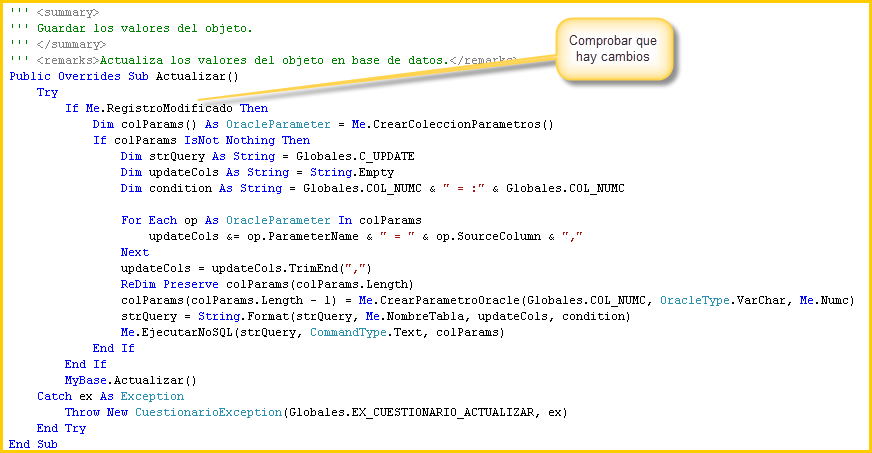 ''' <summary>
''' Guardar los valores del objeto.
''' </summary>
''' <remarks>Actualiza los valores del objeto en base de datos.</remarks>
Comprobar que
hay cambios
Public Overrides Sub Actualizar()
Try
If Me.RegistroModificado Then
Dim colParams() As OracleParameter = Me.CrearColeccionParametros()
If colParams IsNot Nothing Then
Dim strQuery As String = Globales.C_UPDATE
Dim updateCols As String = String.Empty
Dim condition As String = Globales.COL_NUMC & " = :" & Globales.COL_NUMC
For Each op As OracleParameter In colParams
updateCols &= op.ParameterName & " = " & op.SourceColumn & ","
Next
updateCols = updateCols.TrimEnd(",")
ReDim Preserve colParams(colParams.Length)
colParams(colParams.Length - 1) = Me.CrearParametroOracle(Globales.COL_NUMC, OracleType.VarChar, Me.Numc)
strQuery = String.Format(strQuery, Me.NombreTabla, updateCols, condition)
Me.EjecutarNoSQL(strQuery, CommandType.Text, colParams)
End If
End If
MyBase.Actualizar()
Catch ex As Exception
Throw New CuestionarioException(Globales.EX_CUESTIONARIO_ACTUALIZAR, ex)
End Try
End Sub